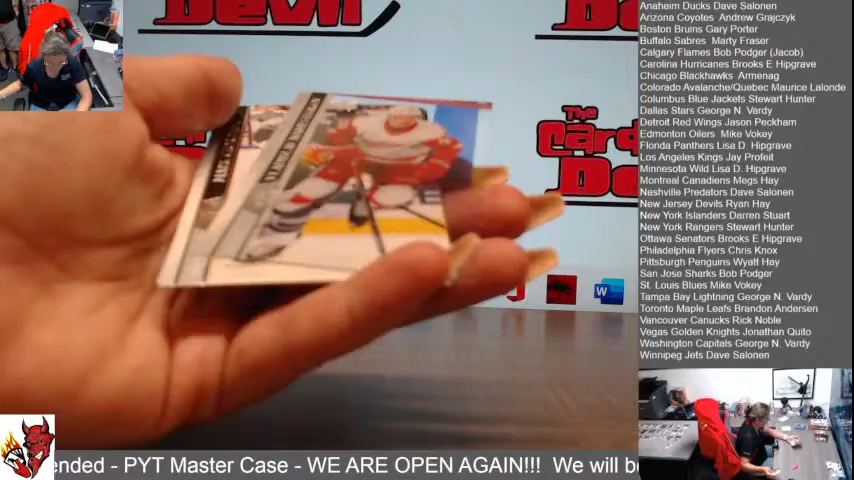 Devil
The
Card
De
Anaheim Ducks Dave Salonen
Arizona Coyotes Andrew Grajczyk
Boston Bruins Gary Porter
Buffalo Sabres Marty Fraser
Calgary Flames Bob Podger (Jacob)
Carolina Hurricanes Brooks E Hipgrave
Chicago Blackhawks Armenag
Colorado Avalanche/Quebec Maurice Lalonde
Columbus Blue Jackets Stewart Hunter
Dallas Stars George N. Vardy
Detroit Red Wings Jason Peckham
Edmonton Oilers Mike Vokey
Florida Panthers Lisa D. Hipgrave
Los Angeles Kings Jay Profeit
Minnesota Wild Lisa D. Hipgrave
Montreal Canadiens Megs Hay
Nashville Predators Dave Salonen
New Jersey Devils Ryan Hay
New York Islanders Darren Stuart
New York Rangers Stewart Hunter
Ottawa Senators Brooks E Hipgrave
Philadelphia Flyers Chris Knox
Pittsburgh Penguins Wyatt Hay
San Jose Sharks Bob Podger
St. Louis Blues Mike Vokey
Tampa Bay Lightning George N. Vardy
Toronto Maple Leafs Brandon Andersen
Vancouver Canucks Rick Noble
Vegas Golden Knights Jonathan Quito
Washington Capitals George N. Vardy
Winnipeg Jets Dave Salonen
ended - PYT Master Case - WE ARE OPEN AGAIN!!! We will be